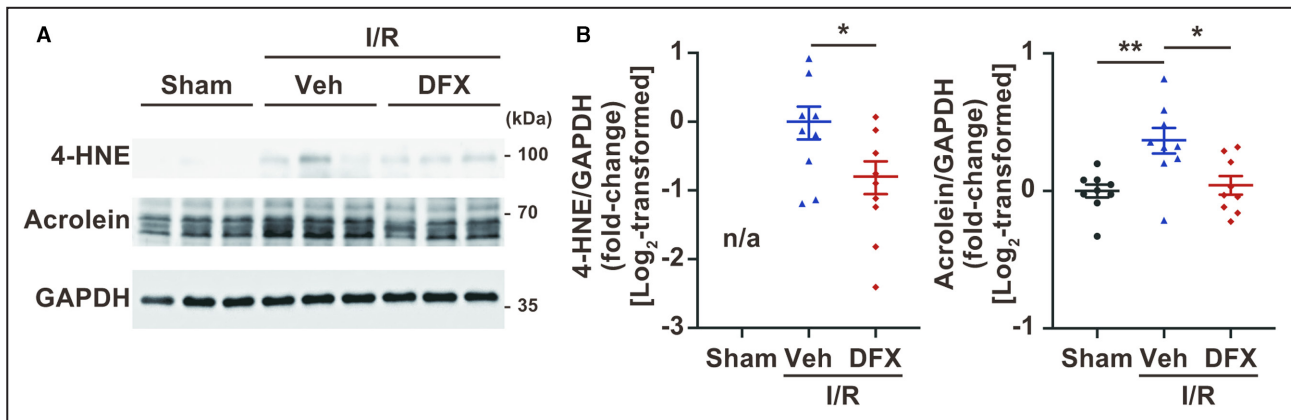 A
I/R
Sham Veh DFX
(kDa)
4-HNE - 100
Acrolein - 70
GAPDH - 35
B
4-HNE/GAPDH
(fold-change)
[Log2-transformed]
1
0
-1
-2
-3
*
n/a
Sham Veh DFX
I/R
Acrolein/GAPDH
(fold-change)
[Log2-transformed]
1
0
-1
** *
Sham Veh DFX
I/R